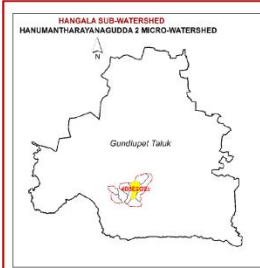 HANGALA SUB-WATERSHED
HANUMANTHARAYANAGUDDA 2 MICRO-WATERSHED
N
Gundlupet Taluk